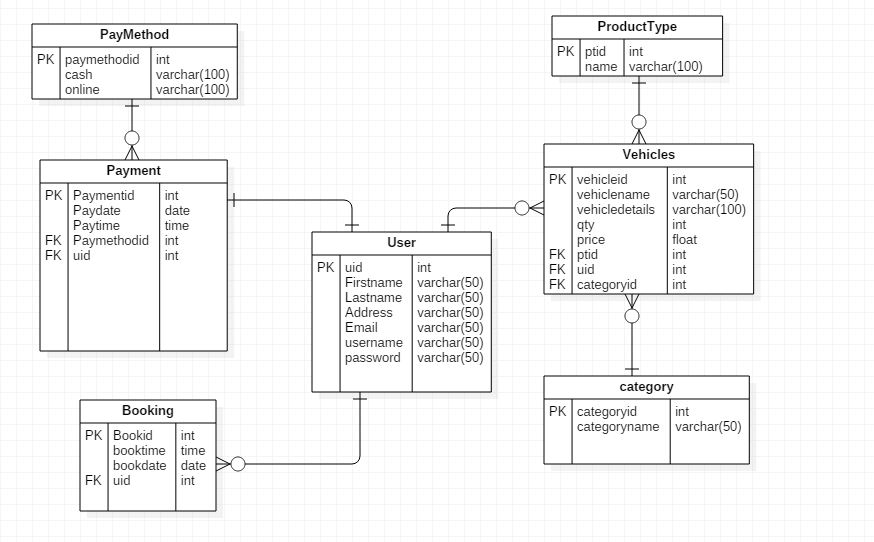 PayMethod
PK paymethodid int
cash varchar(100)
online varchar(100)
ProductType
PK ptid int
name varchar(100)
Payment
PK Paymentid int
Paydate date
Paytime time
FK Paymethodid int
FK uid int
Vehicles
PK vehicleid int
vehiclename varchar(50)
vehicledetails varchar(100)
qty int
price float
FK ptid int
FK uid int
FK categoryid int
User
PK uid int
Firstname varchar(50)
Lastname varchar(50)
Address varchar(50)
Email varchar(50)
username varchar(50)
password varchar(50)
category
PK categoryid int
categoryname varchar(50)
Booking
PK Bookid int
booktime time
bookdate date
FK uid int